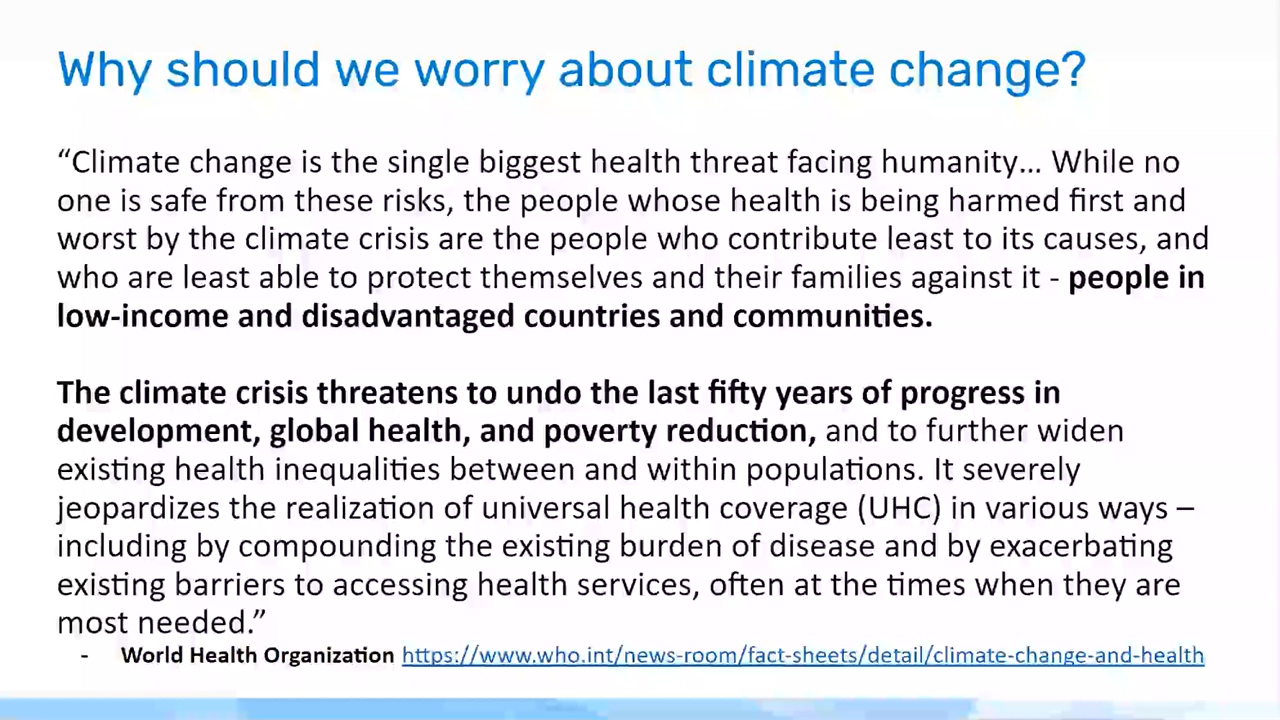 Why should we worry about climate change?
“Climate change is the single biggest health threat facing humanity… While no
one is safe from these risks, the people whose health is being harmed first and
worst by the climate crisis are the people who contribute least to its causes, and
who are least able to protect themselves and their families against it - people in
low-income and disadvantaged countries and communities.
The climate crisis threatens to undo the last fifty years of progress in
development, global health, and poverty reduction, and to further widen
existing health inequalities between and within populations. It severely
jeopardizes the realization of universal health coverage (UHC) in various ways –
including by compounding the existing burden of disease and by exacerbating
existing barriers to accessing health services, often at the times when they are
most needed.”
- World Health Organization https://www.who.int/news-room/fact-sheets/detail/climate-change-and-health